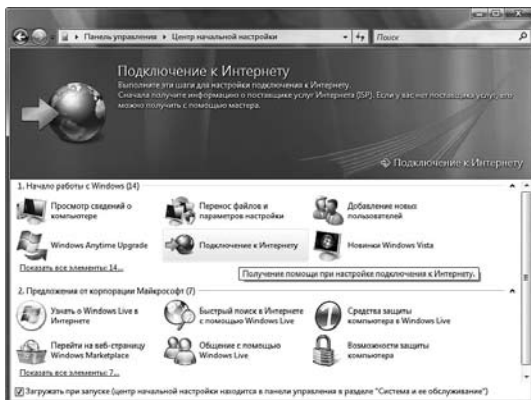 Панель управления ▸ Центр начальной настройки
Поиск
Подключение к Интернету
Выполните эти шаги для настройки подключения к Интернету.
Сначала получите информацию о поставщике услуг Интернета (ISP). Если у вас нет поставщика услуг, его
можно получить с помощью мастера.
Подключение к Интернету
1. Начало работы с Windows (14)
Просмотр сведений о компьютере
Перенос файлов и параметров настройки
Добавление новых пользователей
Windows Anytime Upgrade
Подключение к Интернету
Новинки Windows Vista
Показать все элементы: 14...
Получение помощи при настройке подключения к Интернету.
2. Предложения от корпорации Майкрософт (7)
Узнать о Windows Live в Интернете
Быстрый поиск в Интернете с помощью Windows Live
Средства защиты компьютера в Windows Live
Перейти на веб-страницу Windows Marketplace
Общение с помощью Windows Live
Возможности защиты компьютера
Показать все элементы: 7...
Загружать при запуске (центр начальной настройки находится в панели управления в разделе "Система и ее обслуживание")